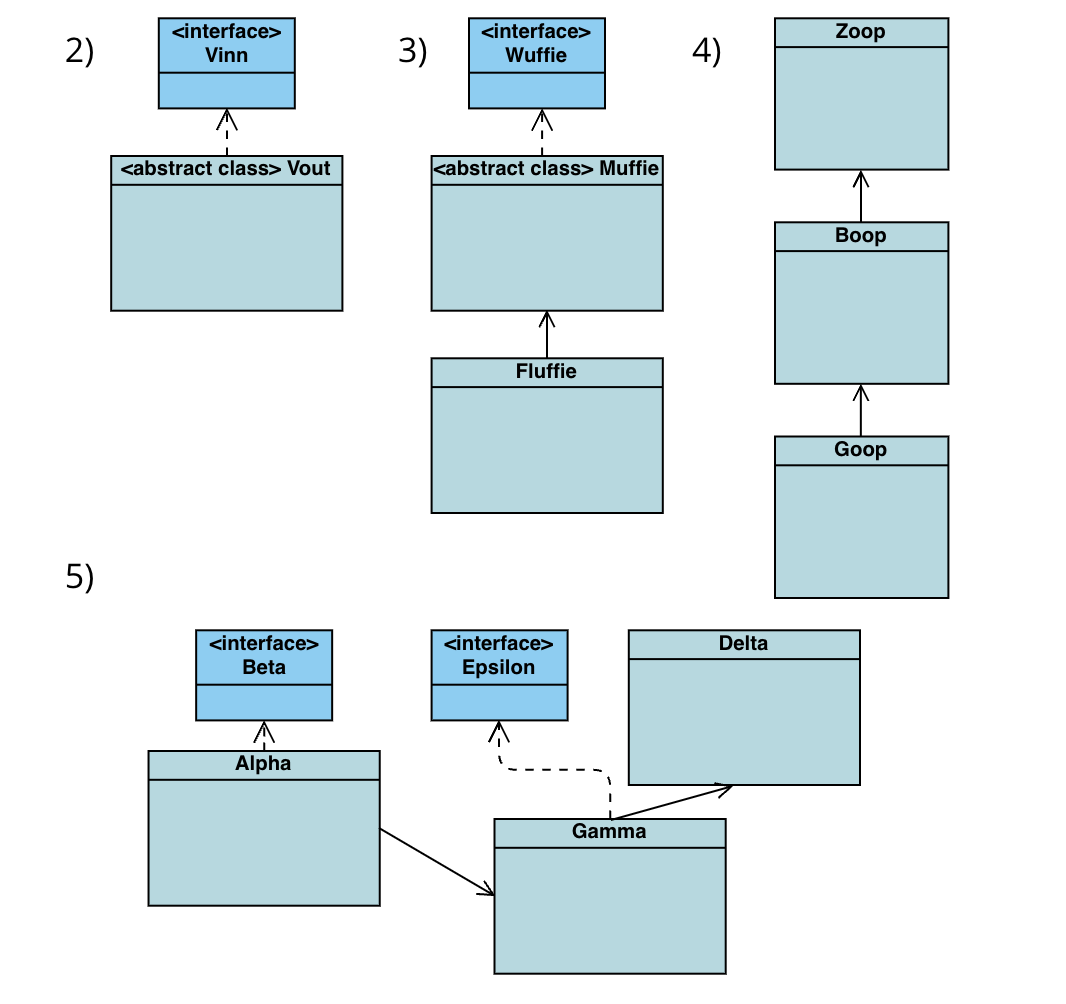 2)
<interface>
Vinn
<abstract class> Vout
3)
<interface>
Wuffie
<abstract class> Muffie
Fluffie
4)
Zoop
Boop
Goop
5)
<interface>
Beta
Alpha
<interface>
Epsilon
Delta
Gamma